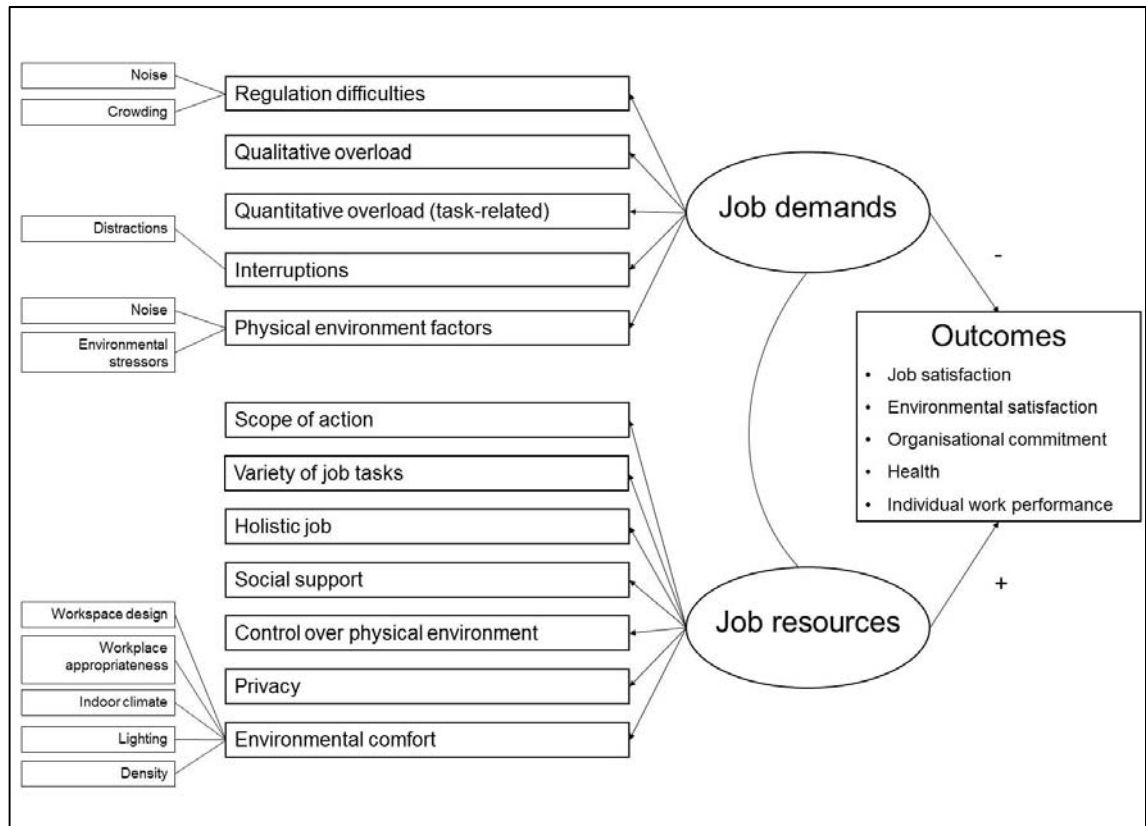 Noise
Crowding
Regulation difficulties
Qualitative overload
Quantitative overload (task-related)
Distractions
Interruptions
Noise
Environmental
stressors
Physical environment factors
Job demands
-
Outcomes
• Job satisfaction
• Environmental satisfaction
• Organisational commitment
• Health
• Individual work performance
Scope of action
Variety of job tasks
Holistic job
Social support
Control over physical environment
Privacy
Workspace design
Workplace
appropriateness
Indoor climate
Lighting
Density
Environmental comfort
Job resources
+